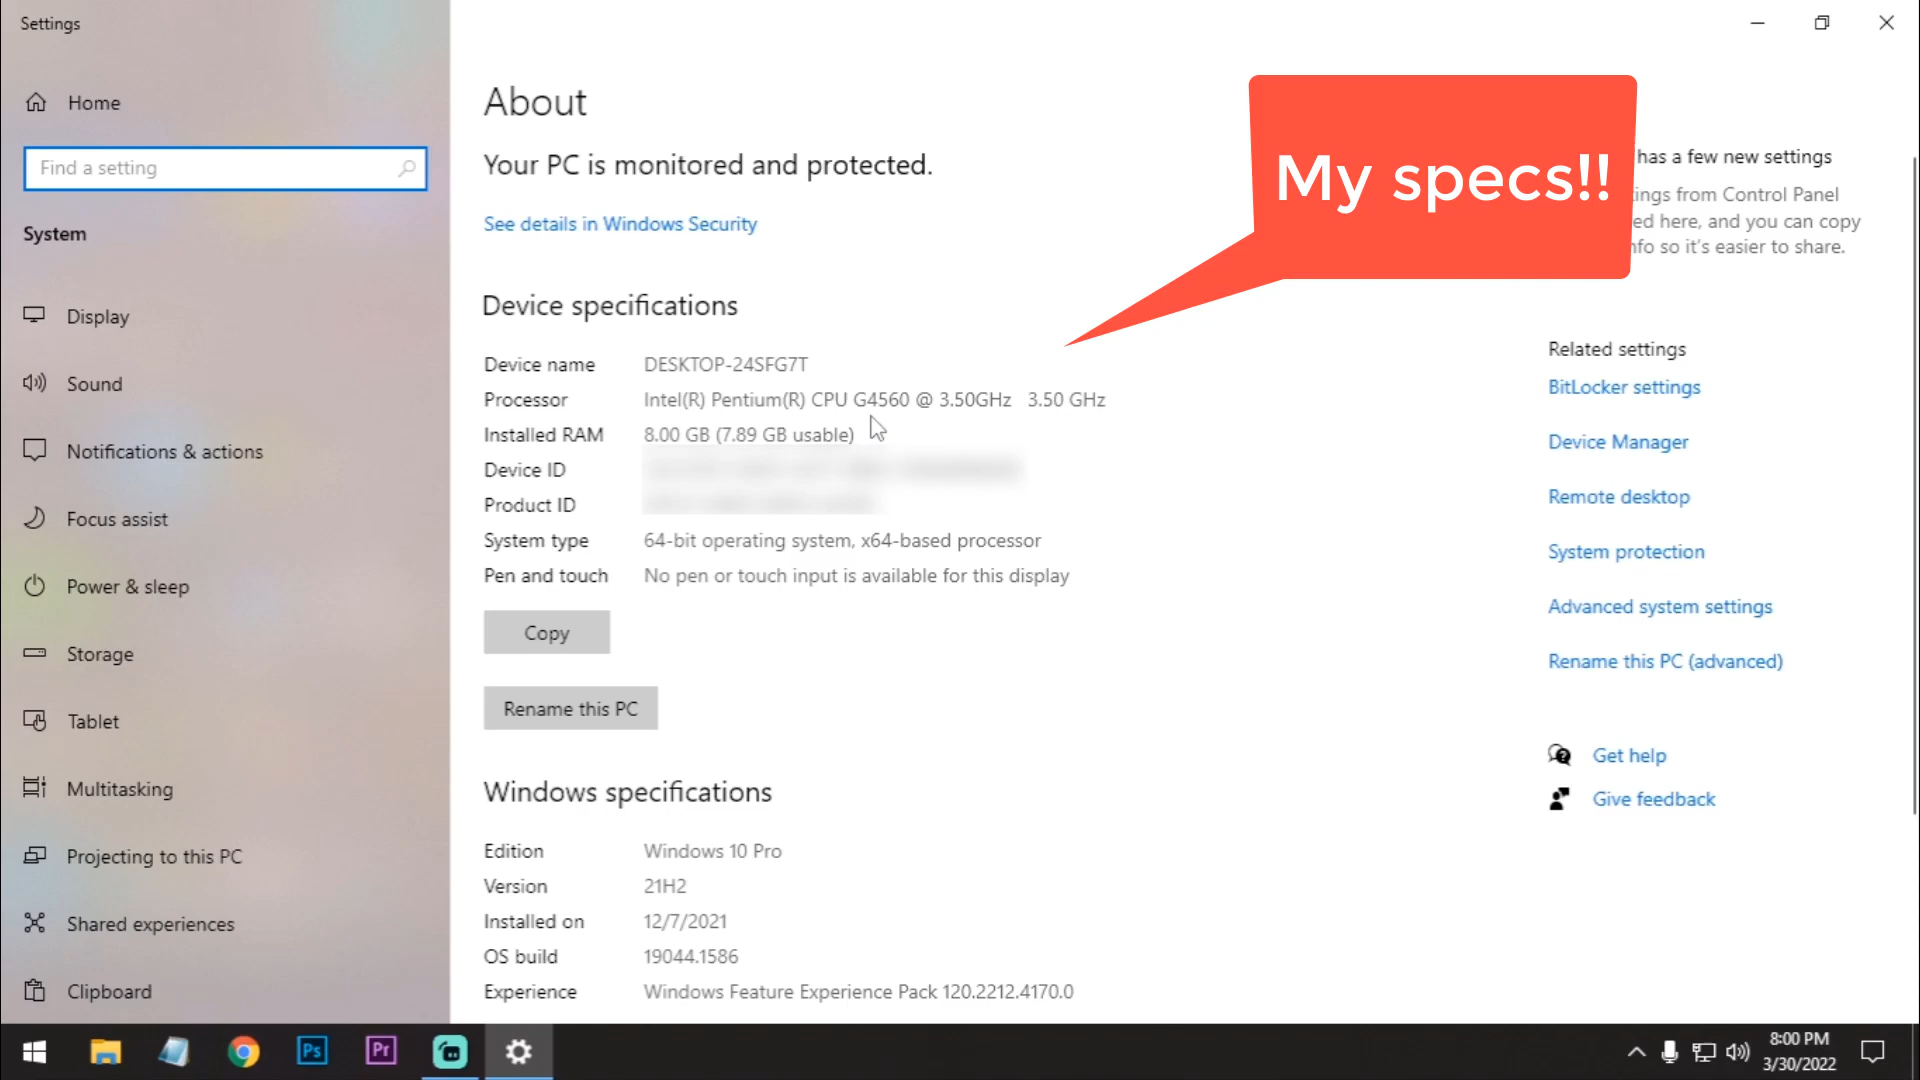 Settings
Home
Find a setting
System
Display
Sound
Notifications & actions
Focus assist
Power & sleep
Storage
Tablet
Multitasking
Projecting to this PC
Shared experiences
Clipboard
About
Your PC is monitored and protected.
See details in Windows Security
Device specifications
Device name DESKTOP-24SFG7T
Processor Intel(R) Pentium(R) CPU G4560 @ 3.50GHz 3.50 GHz
Installed RAM 8.00 GB (7.89 GB usable)
Device ID
Product ID
System type 64-bit operating system, x64-based processor
Pen and touch No pen or touch input is available for this display
Copy
Rename this PC
Windows specifications
Edition Windows 10 Pro
Version 21H2
Installed on 12/7/2021
OS build 19044.1586
Experience Windows Feature Experience Pack 120.2212.4170.0
My specs!!
has a few new settings
from Control Panel
here, and you can copy
so it's easier to share.
Related settings
BitLocker settings
Device Manager
Remote desktop
System protection
Advanced system settings
Rename this PC (advanced)
Get help
Give feedback
Ps
Pr
8:00 PM
3/30/2022